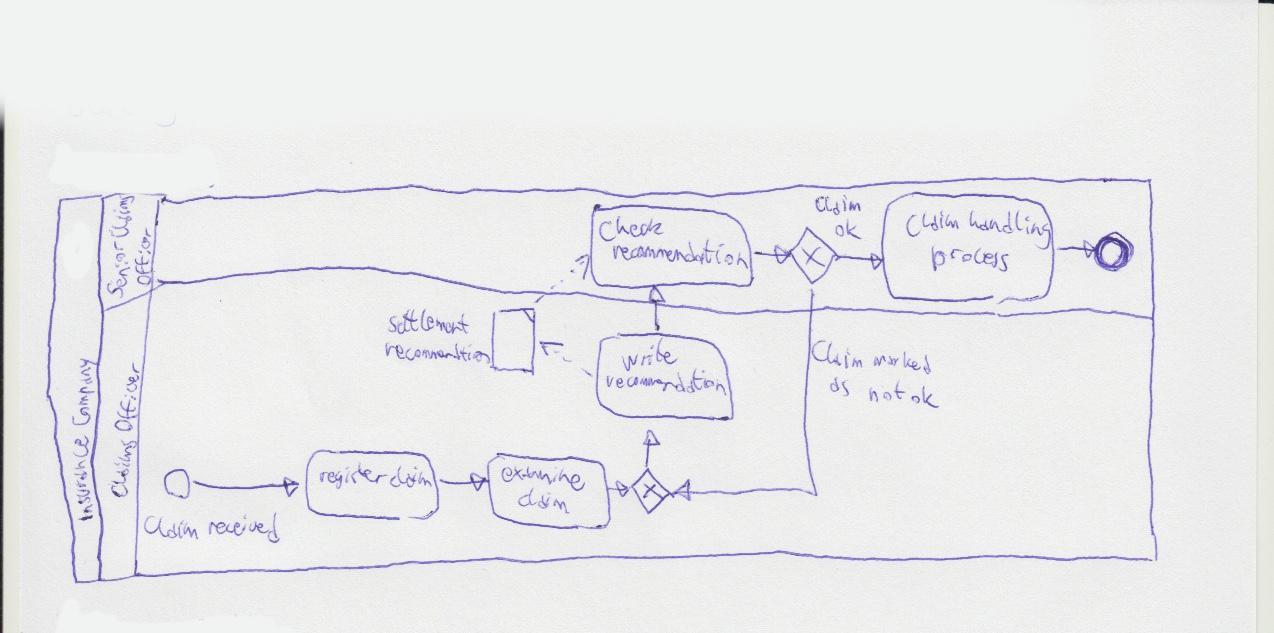 Insurance Company
Senior Claims
Officer
Claims Officer
Check
recommendation
Claim
ok
Claim handling
process
settlement
recommendation
write
recommendation
Claim marked
as not ok
register claim
examine
claim
Claim received